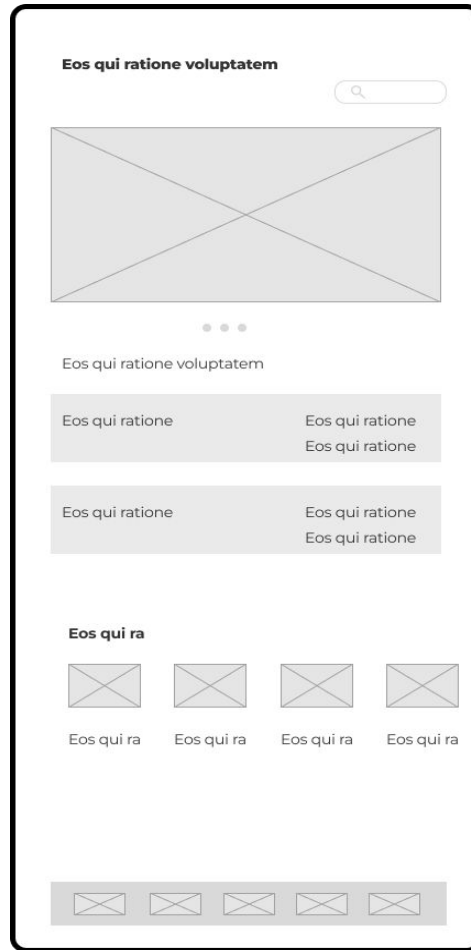 Eos qui ratione voluptatem
Eos qui ratione voluptatem
Eos qui ratione Eos qui ratione
Eos qui ratione
Eos qui ratione Eos qui ratione
Eos qui ratione
Eos qui ra
Eos qui ra Eos qui ra Eos qui ra Eos qui ra